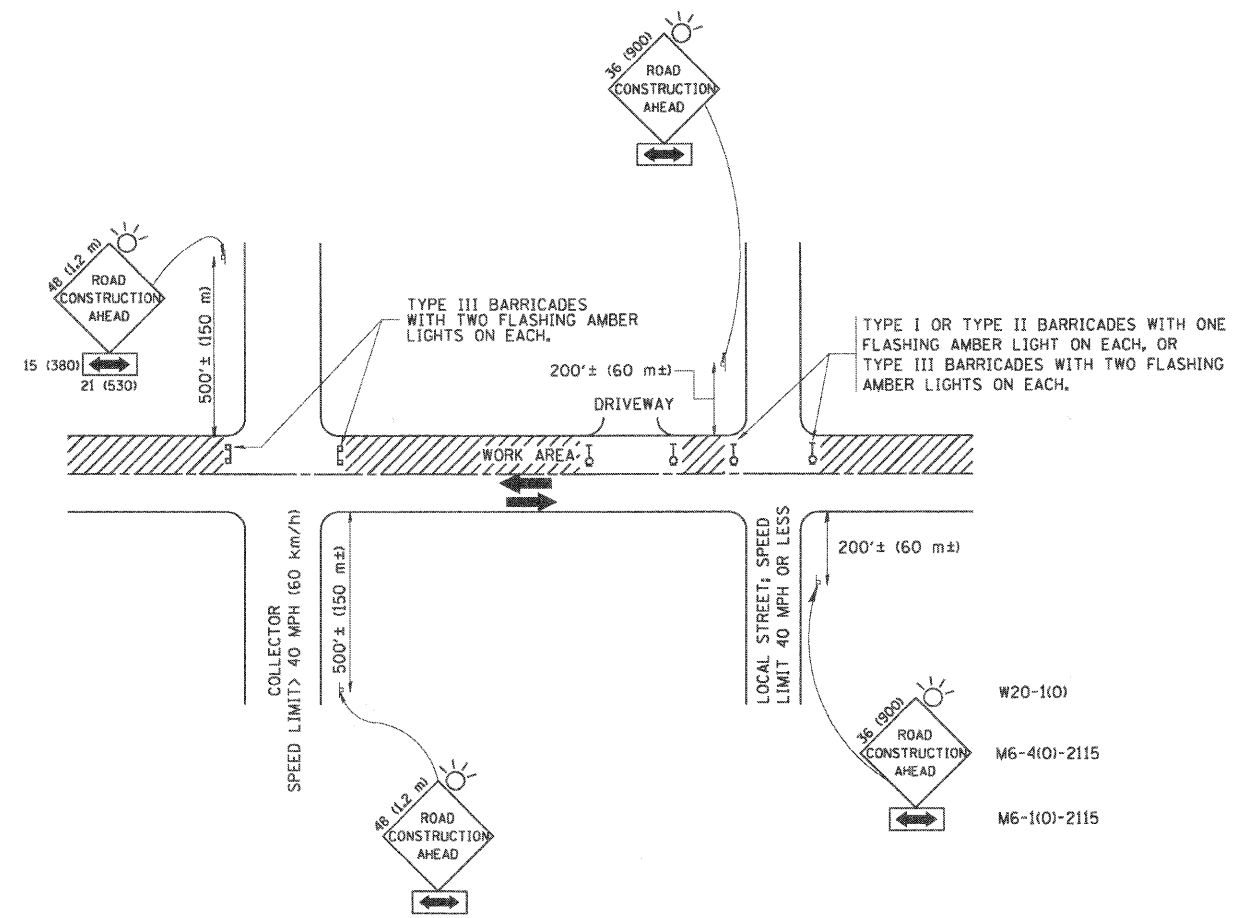 36 (900)
ROAD
CONSTRUCTION
AHEAD
48 (1.2 m)
ROAD
CONSTRUCTION
AHEAD
15 (380)
21 (530)
500'± (150 m)
TYPE III BARRICADES
WITH TWO FLASHING AMBER
LIGHTS ON EACH.
200'± (60 m±)
DRIVEWAY
TYPE I OR TYPE II BARRICADES WITH ONE
FLASHING AMBER LIGHT ON EACH, OR
TYPE III BARRICADES WITH TWO FLASHING
AMBER LIGHTS ON EACH.
WORK AREA
COLLECTOR
SPEED LIMIT> 40 MPH (60 km/h)
500'± (150 m±)
LOCAL STREET; SPEED
LIMIT 40 MPH OR LESS
200'± (60 m±)
48 (1.2 m)
ROAD
CONSTRUCTION
AHEAD
36 (900)
ROAD
CONSTRUCTION
AHEAD
W20-1(O)
M6-4(O)-2115
M6-1(O)-2115